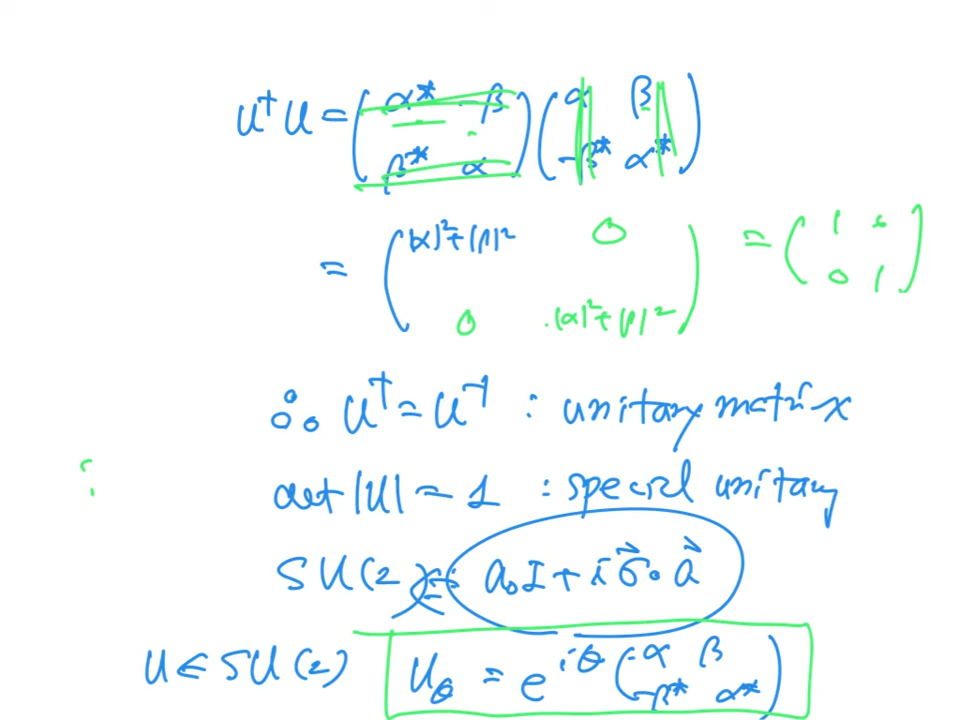 U† U = ( α* -β ; β* α ) ( α β ; -β* α* )
= ( |α|²+|β|² 0 ; 0 |α|²+|β|² ) = ( 1 0 ; 0 1 )
∴ U† = U⁻¹ : unitary matrix
det |U| = 1 : special unitary
SU(2) a₀I + i σ⃗∘a⃗
U ∈ SU(2) U_θ = e^{iθ} ( α β ; -β* α* )